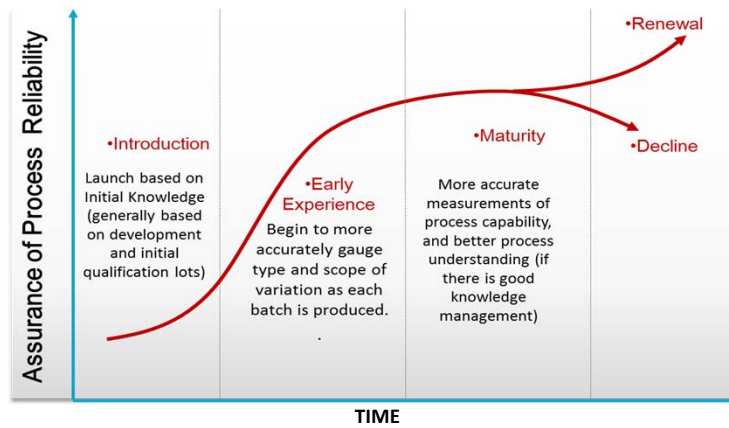 Assurance of Process Reliability
•Introduction
Launch based on
Initial Knowledge
(generally based
on development
and initial
qualification lots)
•Early
Experience
Begin to more
accurately gauge
type and scope of
variation as each
batch is produced.
.
•Maturity
More accurate
measurements of
process capability,
and better process
understanding (if
there is good
knowledge
management)
•Renewal
•Decline
TIME